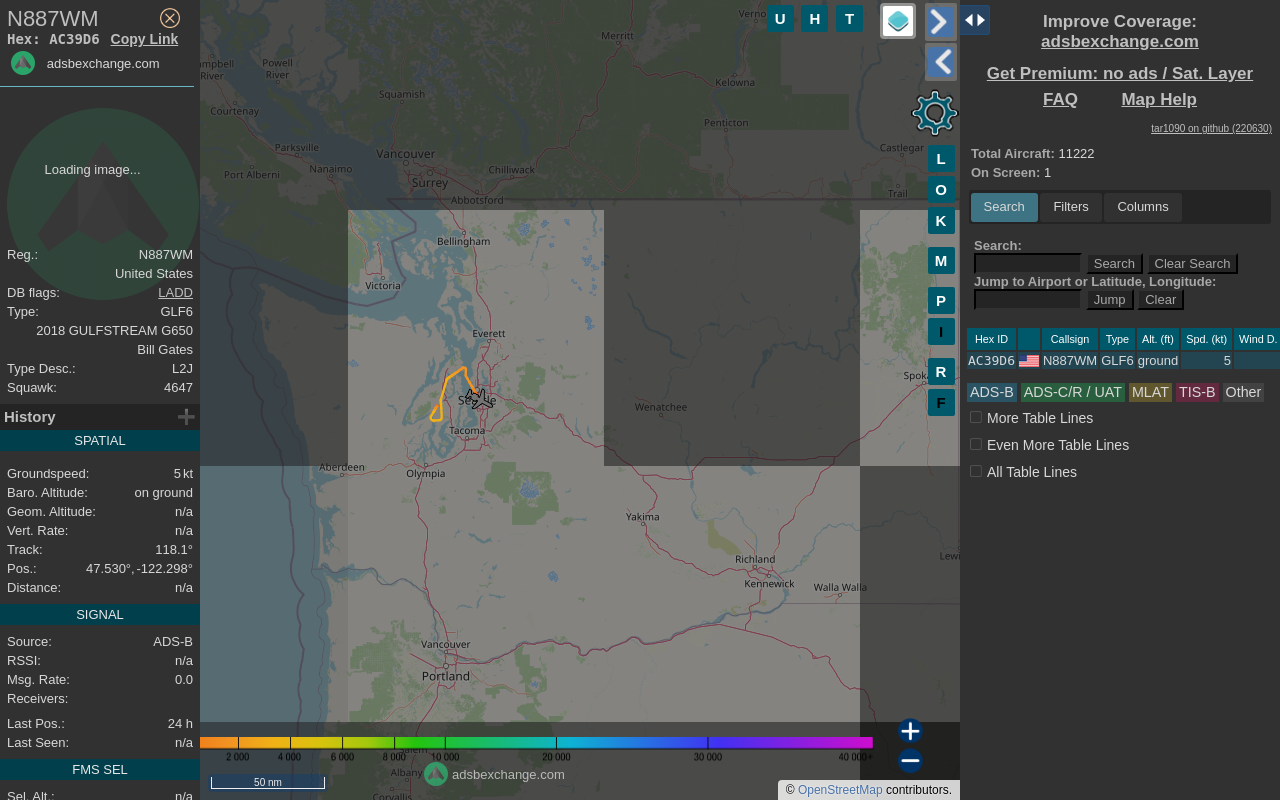 N887WM
Hex: AC39D6 Copy Link
adsbexchange.com
Loading image...
Reg.: N887WM
United States
DB flags: LADD
Type: GLF6
2018 GULFSTREAM G650
Bill Gates
Type Desc.: L2J
Squawk: 4647
History
SPATIAL
Groundspeed: 5 kt
Baro. Altitude: on ground
Geom. Altitude: n/a
Vert. Rate: n/a
Track: 118.1°
Pos.: 47.530°, -122.298°
Distance: n/a
SIGNAL
Source: ADS-B
RSSI: n/a
Msg. Rate: 0.0
Receivers:
Last Pos.: 24 h
Last Seen: n/a
FMS SEL
Sel. Alt.: n/a
Merritt
Powell
River
River
Squamish
Kelowna
Courtenay
Penticton
Parksville
Vancouver
Castlegar
Port Alberni
Nanaimo
Chilliwack
Surrey
Abbotsford
Trail
Bellingham
Victoria
Everett
Wenatchee
Tacoma
Aberdeen
Olympia
Yakima
Richland
Kennewick
Walla Walla
Vancouver
Portland
Albany
Corvallis
U H T
L
O
K
M
P
I
R
F
2 000 4 000 6 000 8 000 10 000 20 000 30 000 40 000+
50 nm
adsbexchange.com
© OpenStreetMap contributors.
Improve Coverage:
adsbexchange.com
Get Premium: no ads / Sat. Layer
FAQ Map Help
tar1090 on github (220630)
Total Aircraft: 11222
On Screen: 1
Search Filters Columns
Search:
Search Clear Search
Jump to Airport or Latitude, Longitude:
Jump Clear
Hex ID Callsign Type Alt. (ft) Spd. (kt) Wind D.
AC39D6 N887WM GLF6 ground 5
ADS-B ADS-C/R / UAT MLAT TIS-B Other
More Table Lines
Even More Table Lines
All Table Lines